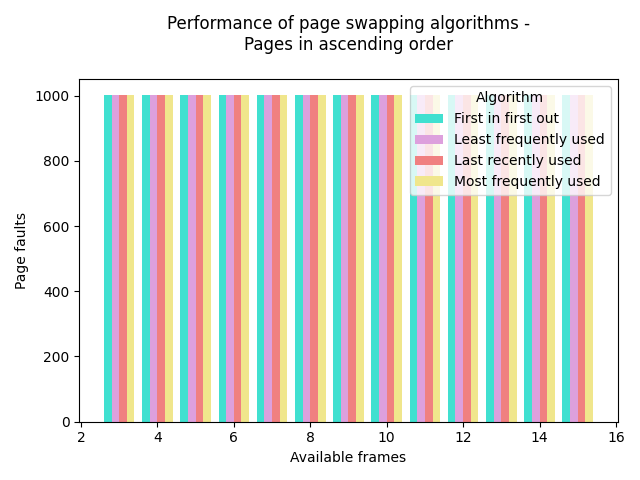 Performance of page swapping algorithms -
Pages in ascending order
Algorithm
First in first out
Least frequently used
Last recently used
Most frequently used
Page faults
1000
800
600
400
200
0
2 4 6 8 10 12 14 16
Available frames